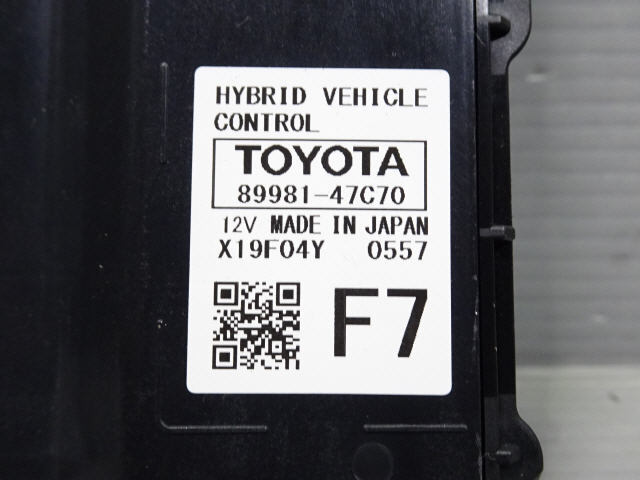 HYBRID VEHICLE
CONTROL
TOYOTA
89981-47C70
12V MADE IN JAPAN
X19F04Y 0557
F7